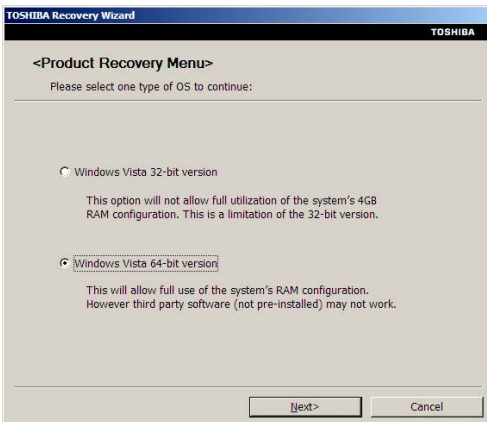 TOSHIBA Recovery Wizard
TOSHIBA
<Product Recovery Menu>
Please select one type of OS to continue:
Windows Vista 32-bit version
This option will not allow full utilization of the system's 4GB
RAM configuration. This is a limitation of the 32-bit version.
Windows Vista 64-bit version
This will allow full use of the system's RAM configuration.
However third party software (not pre-installed) may not work.
Next>
Cancel